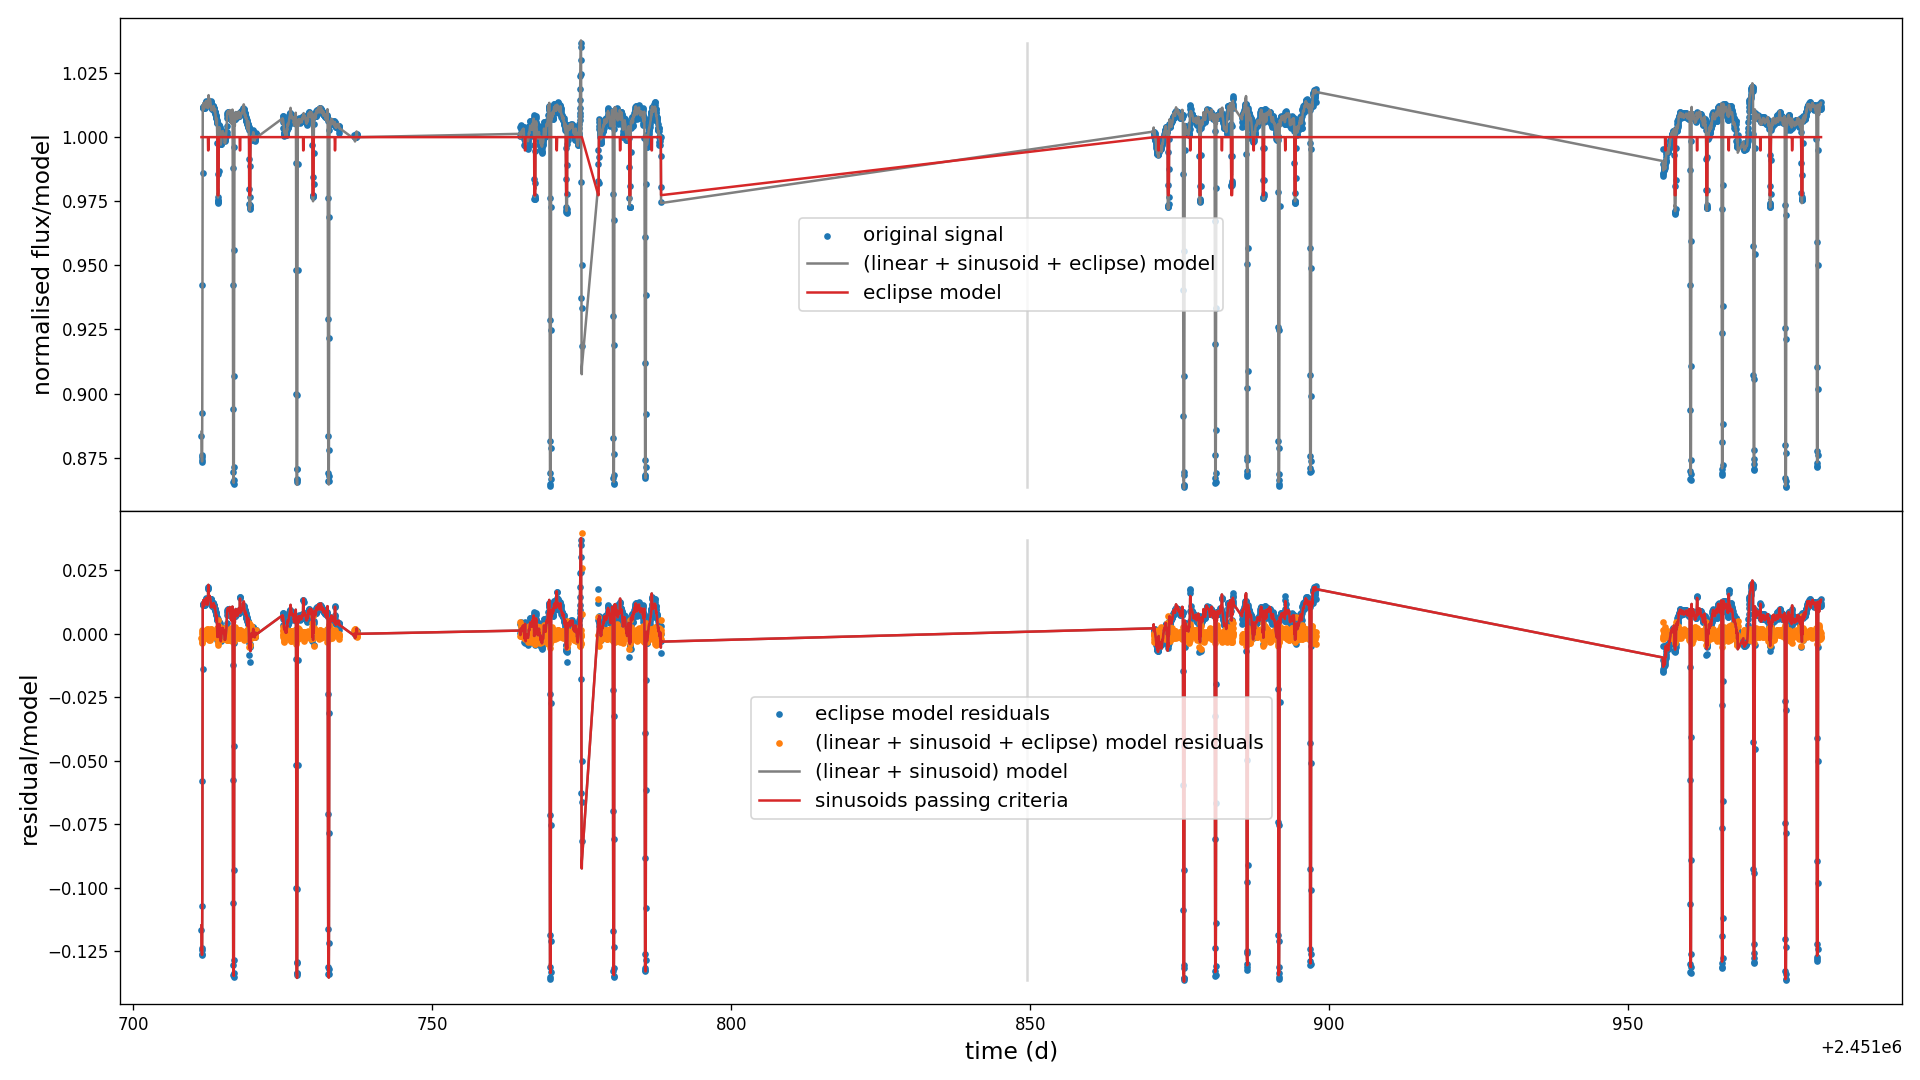 1.025
1.000
0.975
0.950
0.925
0.900
0.875
normalised flux/model
original signal
(linear + sinusoid + eclipse) model
eclipse model
0.025
0.000
−0.025
−0.050
−0.075
−0.100
−0.125
residual/model
eclipse model residuals
(linear + sinusoid + eclipse) model residuals
(linear + sinusoid) model
sinusoids passing criteria
700 750 800 850 900 950
time (d)
+2.451e6